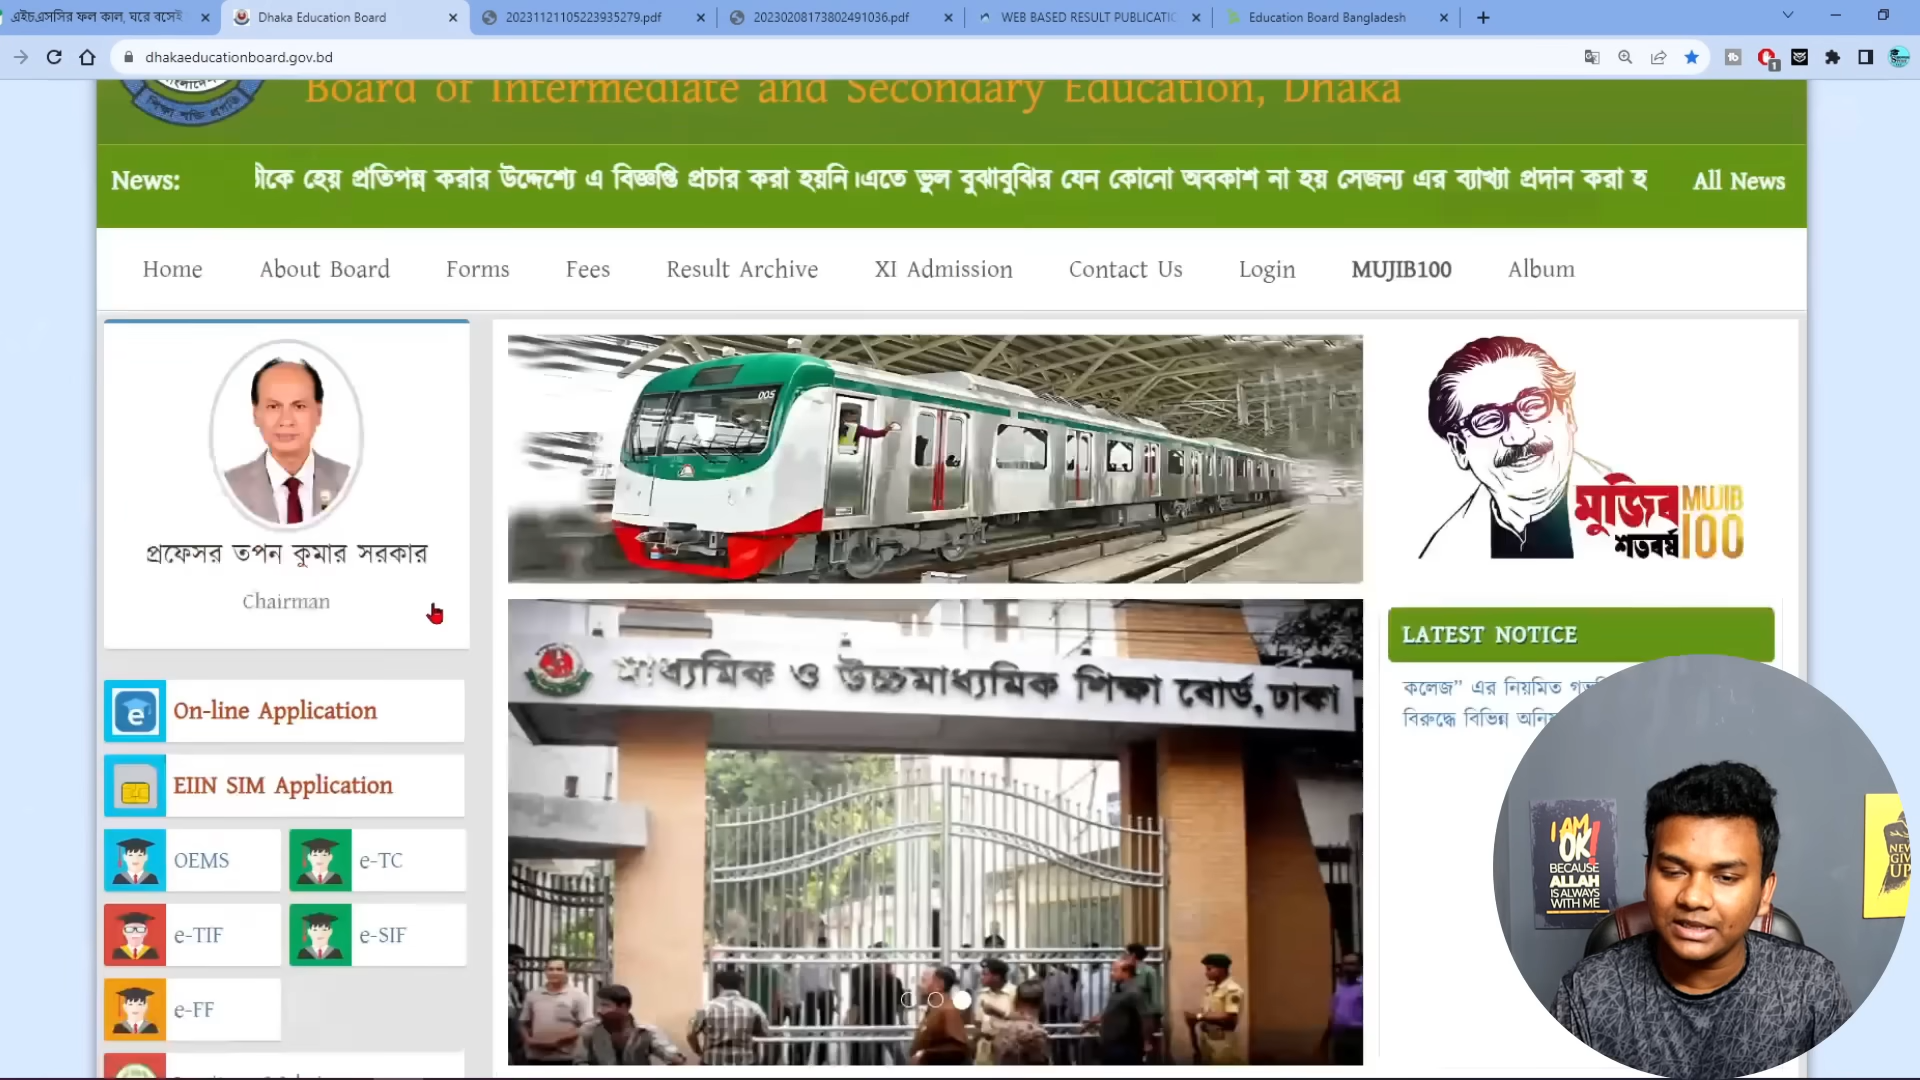 এইচএসসির ফল কাল, ঘরে বসেই
Dhaka Education Board
20231121105223935279.pdf
20230208173802491036.pdf
WEB BASED RESULT PUBLICATIO
Education Board Bangladesh
dhakaeducationboard.gov.bd
1
শিক্ষা শক্তি প্রগতি
Board of Intermediate and Secondary Education, Dhaka
News:
ীকে হেয় প্রতিপন্ন করার উদ্দেশ্যে এ বিজ্ঞপ্তি প্রচার করা হয়নি।এতে ভুল বুঝাবুঝির যেন কোনো অবকাশ না হয় সেজন্য এর ব্যাখ্যা প্রদান করা হ
All News
Home
About Board
Forms
Fees
Result Archive
XI Admission
Contact Us
Login
MUJIB100
Album
005
প্রফেসর তপন কুমার সরকার
Chairman
মুজিব
শতবর্ষ
MUJIB
100
মাধ্যমিক ও উচ্চমাধ্যমিক শিক্ষা বোর্ড, ঢাকা
LATEST NOTICE
কলেজ” এর নিয়মিত
বিরুদ্ধে বিভিন্ন
On-line Application
EIIN SIM Application
OEMS
e-TC
e-TIF
e-SIF
e-FF
I AM
OK!
BECAUSE
ALLAH
IS ALWAYS
WITH ME